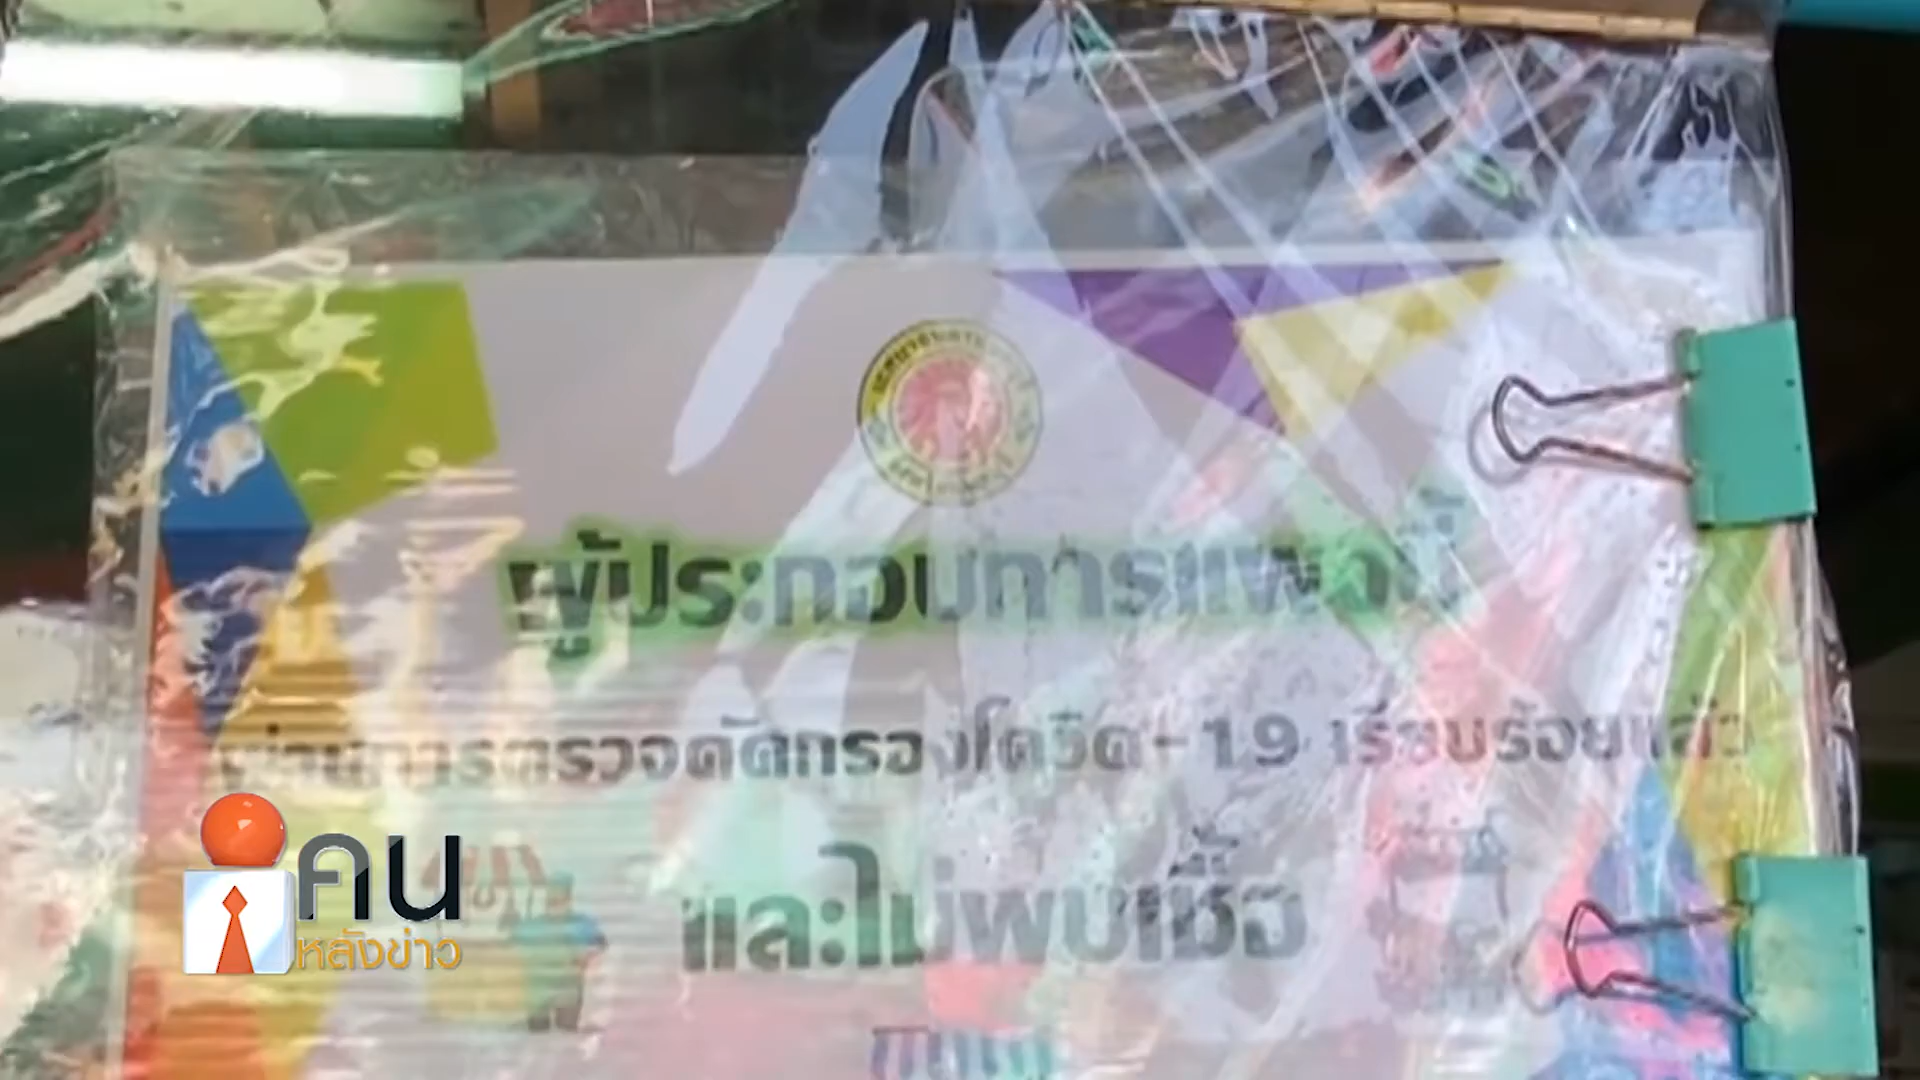 ผู้ประกอบการแผงนี้
ผ่านการตรวจคัดกรองโควิด-19 เรียบร้อยแล้ว
และไม่พบเชื้อ
คน
หลังข่าว